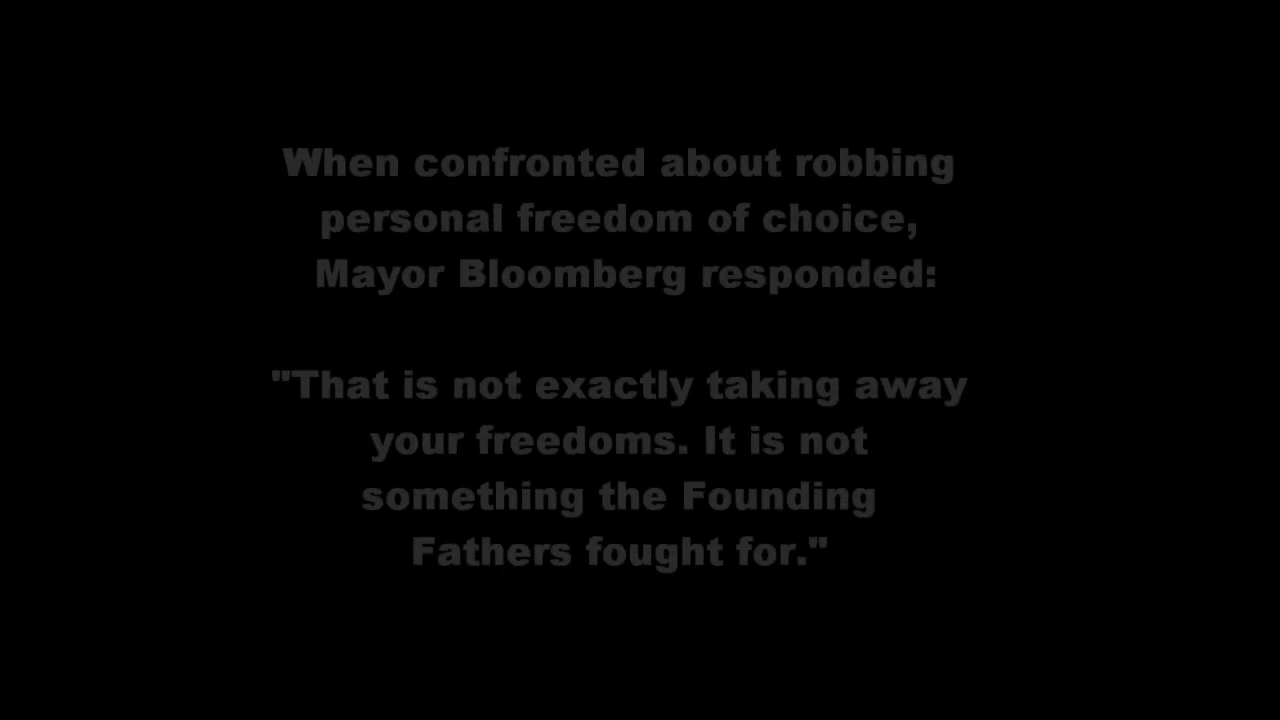 When confronted about robbing
personal freedom of choice,
Mayor Bloomberg responded:
"That is not exactly taking away
your freedoms. It is not
something the Founding
Fathers fought for."